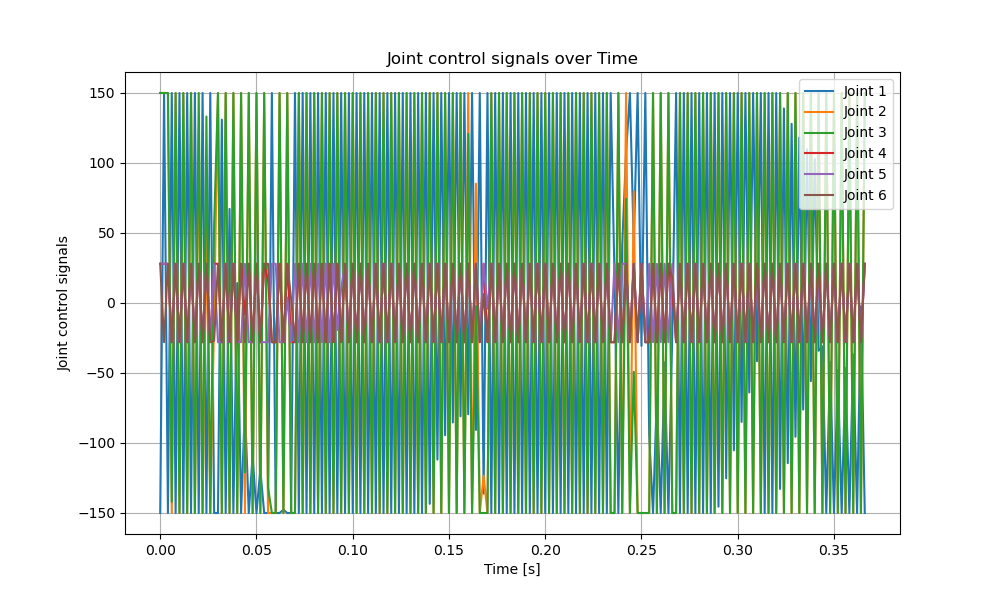 Joint control signals over Time
Joint control signals
150
100
50
0
−50
−100
−150
Joint 1
Joint 2
Joint 3
Joint 4
Joint 5
Joint 6
0.00 0.05 0.10 0.15 0.20 0.25 0.30 0.35
Time [s]